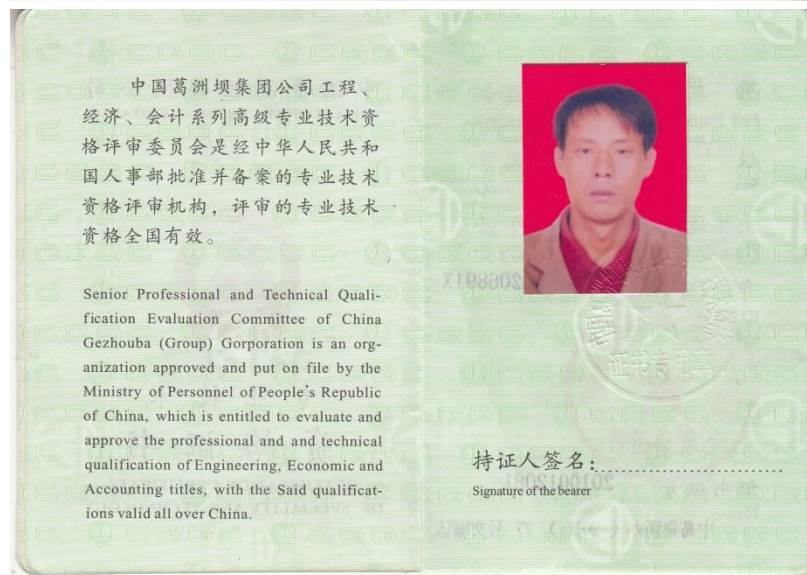 中国葛洲坝集团公司工程、
经济、会计系列高级专业技术资
格评审委员会是经中华人民共和
国人事部批准并备案的专业技术
资格评审机构，评审的专业技术
资格全国有效。
Senior Professional and Technical Quali-
fication Evaluation Committee of China
Gezhouba (Group) Gorporation is an org-
anization approved and put on file by the
Ministry of Personnel of People's Republic
of China, which is entitled to evaluate and
approve the professional and and technical
qualification of Engineering, Economic and
Accounting titles, with the Said qualificat-
ions valid all over China.
证书专用章
持证人签名:
Signature of the bearer